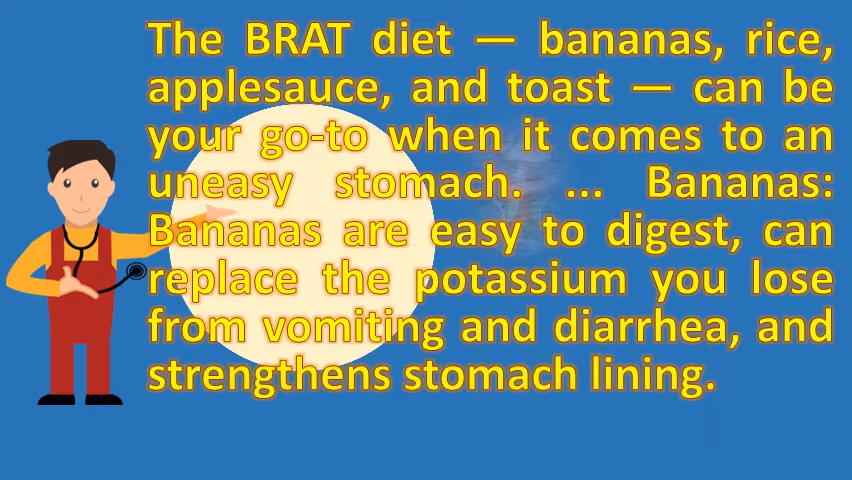 The BRAT diet — bananas, rice,
applesauce, and toast — can be
your go-to when it comes to an
uneasy stomach. ... Bananas:
Bananas are easy to digest, can
replace the potassium you lose
from vomiting and diarrhea, and
strengthens stomach lining.